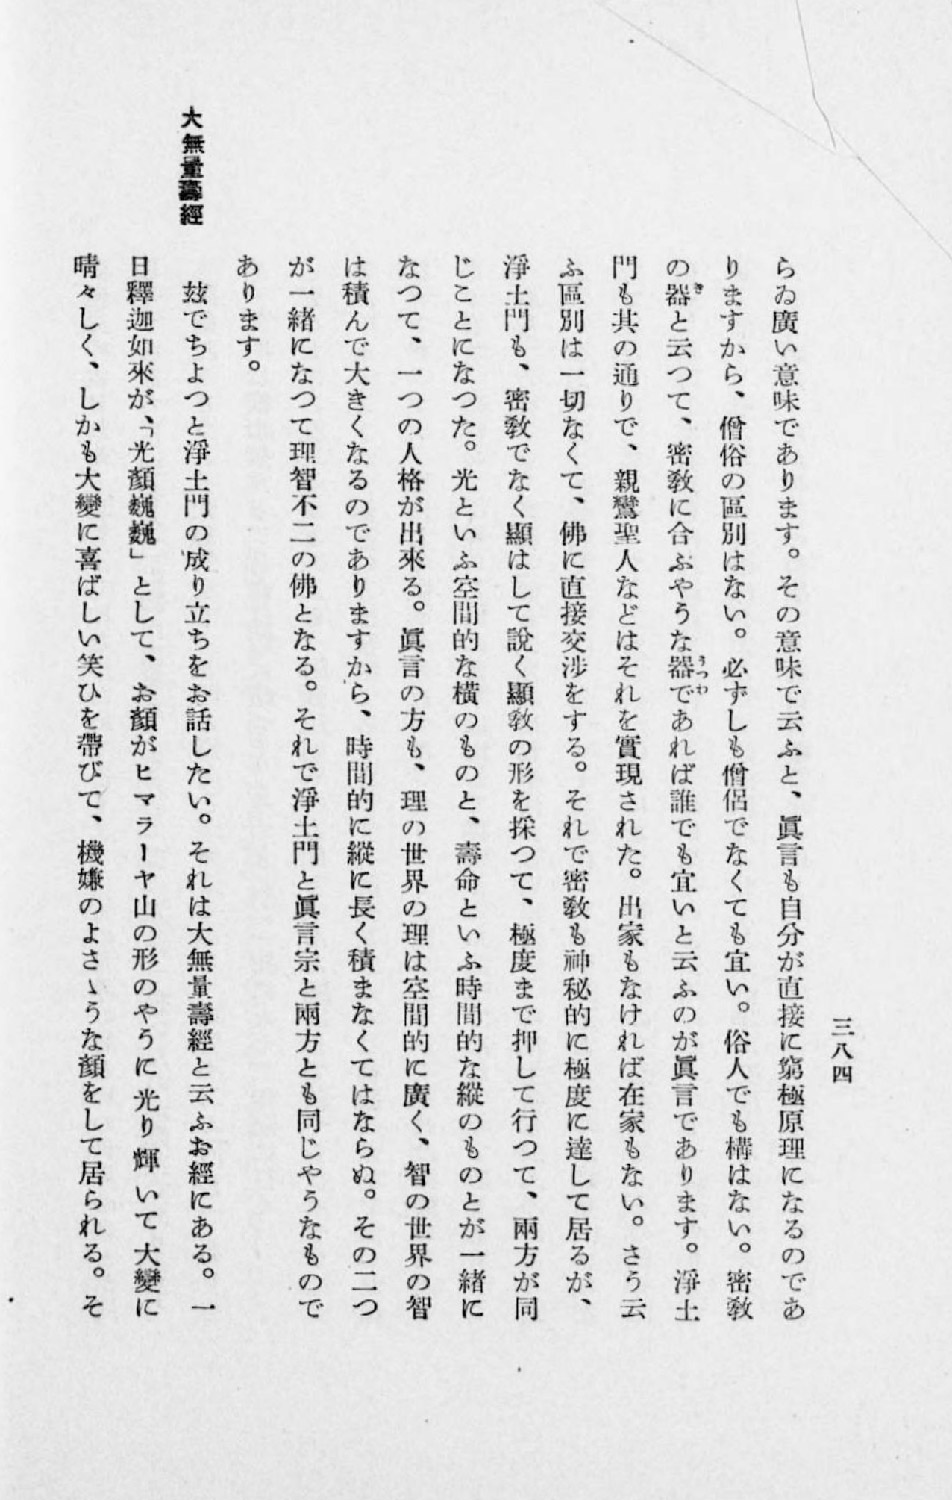 三八四
らゐ廣い意味であります。その意味で云ふと、眞言も自分が直接に窮極原理になるのであ
りますから、僧俗の區別はない。必ずしも僧侶でなくても宜い。俗人でも構はない。密敎
の器きと云つて、密敎に合ふやうな器うつわであれば誰でも宜いと云ふのが眞言であります。淨土
門も其の通りで、親鸞聖人などはそれを實現された。出家もなければ在家もない。さう云
ふ區別は一切なくて、佛に直接交渉をする。それで密敎も神秘的に極度に達して居るが、
淨土門も、密敎でなく顯はして說く顯敎の形を採つて、極度まで押して行つて、兩方が同
じことになつた。光といふ空間的な横のものと、壽命といふ時間的な縱のものとが一緒に
なつて、一つの人格が出來る。眞言の方も、理の世界の理は空間的に廣く、智の世界の智
は積んで大きくなるのでありますから、時間的に縱に長く積まなくてはならぬ。その二つ
が一緒になつて理智不二の佛となる。それで淨土門と眞言宗と兩方とも同じやうなもので
あります。
大無量壽經
玆でちよつと淨土門の成り立ちをお話したい。それは大無量壽經と云ふお經にある。一
日釋迦如來が、「光顏巍巍」として、お顏がヒマラーヤ山の形のやうに光り輝いて大變に
晴々しく、しかも大變に喜ばしい笑ひを帶びて、機嫌のよさゝうな顏をして居られる。そ